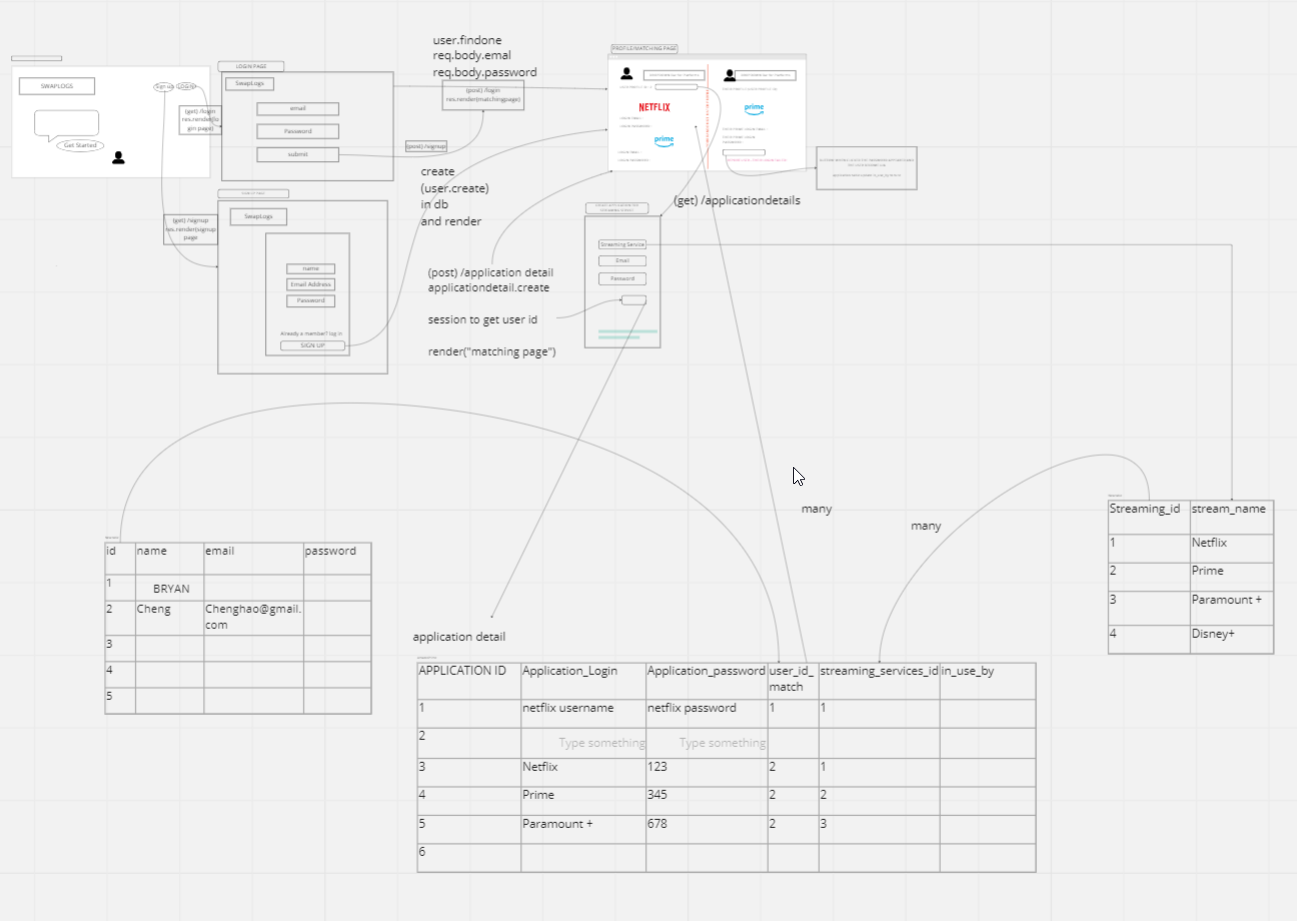 user.findone
req.body.emal
req.body.password
PROFILE/MATCHING PAGE
LOGIN PAGE
SWAPLOGS
Sign up
LOGIN
Get Started
(get) /login
res.render(lo
gin page)
SwapLogs
email
Password
submit
(post) /login
res.render(matchingpage)
(post) /signup
NETFLIX
prime
prime
create
(user.create)
in db
and render
(get) /signup
res.render(signup
page
SwapLogs
name
Email Address
Password
Already a member? log in
SIGN UP
(get) /applicationdetails
Streaming Service
Email
Password
(post) /application detail
applicationdetail.create
session to get user id
render("matching page")
many
many
id name email password
1 BRYAN
2 Cheng Chenghao@gmail.
com
3
4
5
Streaming_id stream_name
1 Netflix
2 Prime
3 Paramount +
4 Disney+
application detail
APPLICATION ID Application_Login Application_password user_id_ streaming_services_id in_use_by
match
1 netflix username netflix password 1 1
2 Type something Type something
3 Netflix 123 2 1
4 Prime 345 2 2
5 Paramount + 678 2 3
6